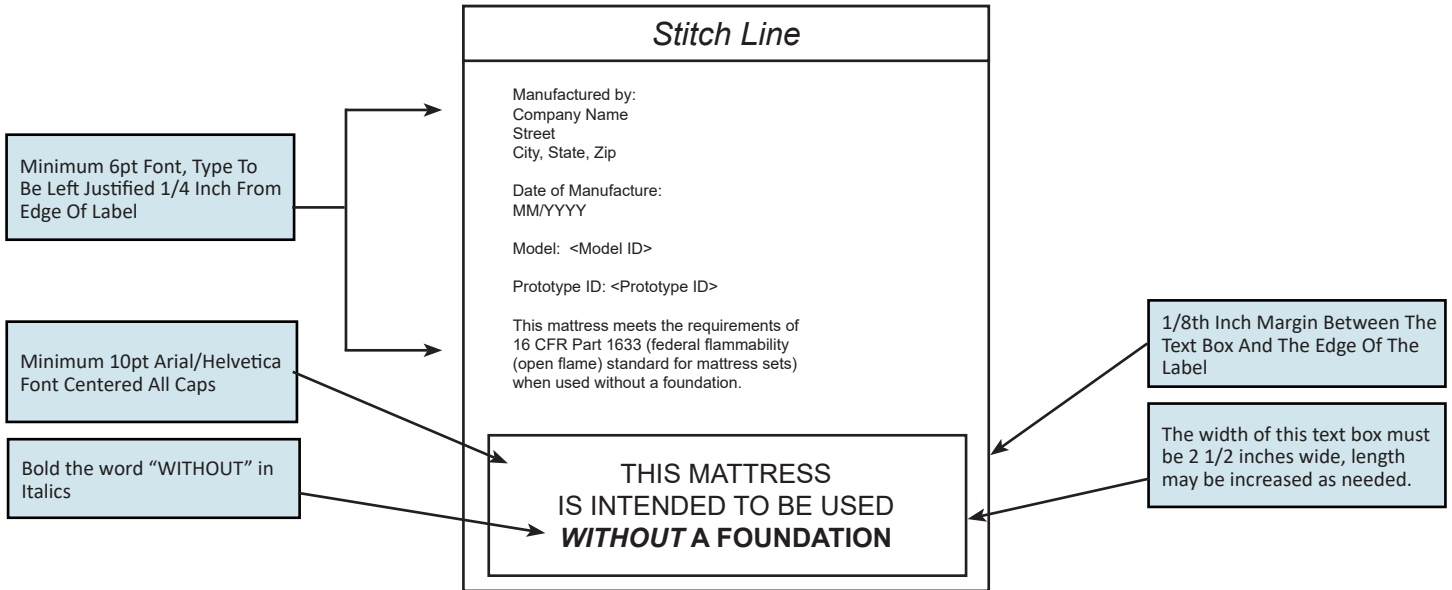 Stitch Line
Manufactured by:
Company Name
Street
City, State, Zip
Date of Manufacture:
MM/YYYY
Model: <Model ID>
Prototype ID: <Prototype ID>
This mattress meets the requirements of
16 CFR Part 1633 (federal flammability
(open flame) standard for mattress sets)
when used without a foundation.
THIS MATTRESS
IS INTENDED TO BE USED
WITHOUT A FOUNDATION
Minimum 6pt Font, Type To
Be Left Justified 1/4 Inch From
Edge Of Label
Minimum 10pt Arial/Helvetica
Font Centered All Caps
Bold the word “WITHOUT” in
Italics
1/8th Inch Margin Between The
Text Box And The Edge Of The
Label
The width of this text box must
be 2 1/2 inches wide, length
may be increased as needed.